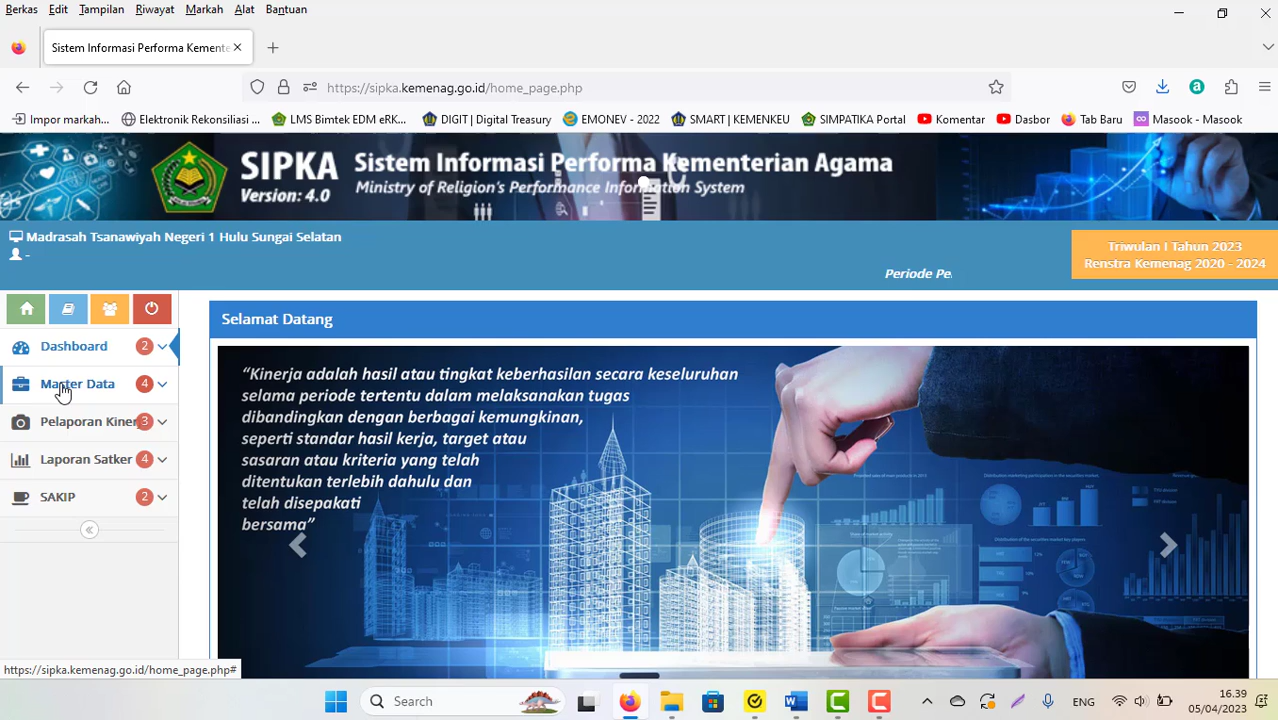 Berkas Edit Tampilan Riwayat Markah Alat Bantuan
Sistem Informasi Performa Kemente
https://sipka.kemenag.go.id/home_page.php
Impor markah... Elektronik Rekonsiliasi ... LMS Bimtek EDM eRK... DIGIT | Digital Treasury EMONEV - 2022 SMART | KEMENKEU SIMPATIKA Portal Komentar Dasbor Tab Baru Masook - Masook
SIPKA
Version: 4.0
Sistem Informasi Performa Kementerian Agama
Ministry of Religion's Performance Information System
Madrasah Tsanawiyah Negeri 1 Hulu Sungai Selatan
-
Periode Pe
Triwulan I Tahun 2023
Renstra Kemenag 2020 - 2024
Dashboard 2
Master Data 4
Pelaporan Kiner 3
Laporan Satker 4
SAKIP 2
Selamat Datang
“Kinerja adalah hasil atau tingkat keberhasilan secara keseluruhan
selama periode tertentu dalam melaksanakan tugas
dibandingkan dengan berbagai kemungkinan,
seperti standar hasil kerja, target atau
sasaran atau kriteria yang telah
ditentukan terlebih dahulu dan
telah disepakati
bersama”
https://sipka.kemenag.go.id/home_page.php#
Search
ENG
16.39
05/04/2023